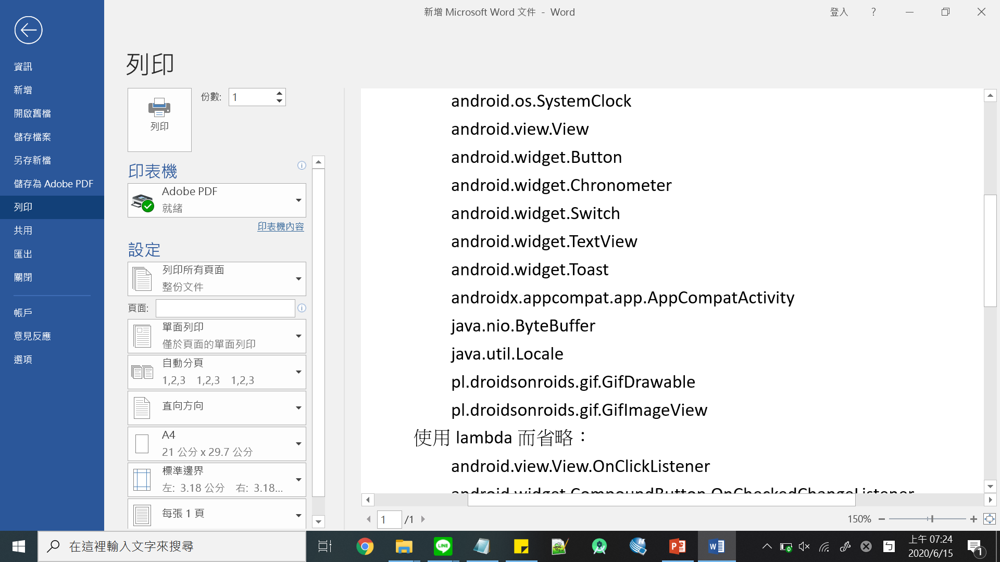 新增 Microsoft Word 文件 - Word
登入
?
資訊
新增
開啟舊檔
儲存檔案
另存新檔
儲存為 Adobe PDF
列印
共用
匯出
關閉
帳戶
意見反應
選項
列印
列印
份數:
1
印表機
Adobe PDF
就緒
印表機內容
設定
列印所有頁面
整份文件
頁面:
單面列印
僅於頁面的單面列印
自動分頁
1,2,3 1,2,3 1,2,3
直向方向
A4
21 公分 x 29.7 公分
標準邊界
左: 3.18 公分 右: 3.18...
每張 1 頁
android.os.SystemClock
android.view.View
android.widget.Button
android.widget.Chronometer
android.widget.Switch
android.widget.TextView
android.widget.Toast
androidx.appcompat.app.AppCompatActivity
java.nio.ByteBuffer
java.util.Locale
pl.droidsonroids.gif.GifDrawable
pl.droidsonroids.gif.GifImageView
使用 lambda 而省略：
android.view.View.OnClickListener
android.widget.CompoundButton.OnCheckedChangeListener
1 /1
150%
在這裡輸入文字來搜尋
LINE
ㄅ
上午 07:24
2020/6/15
1